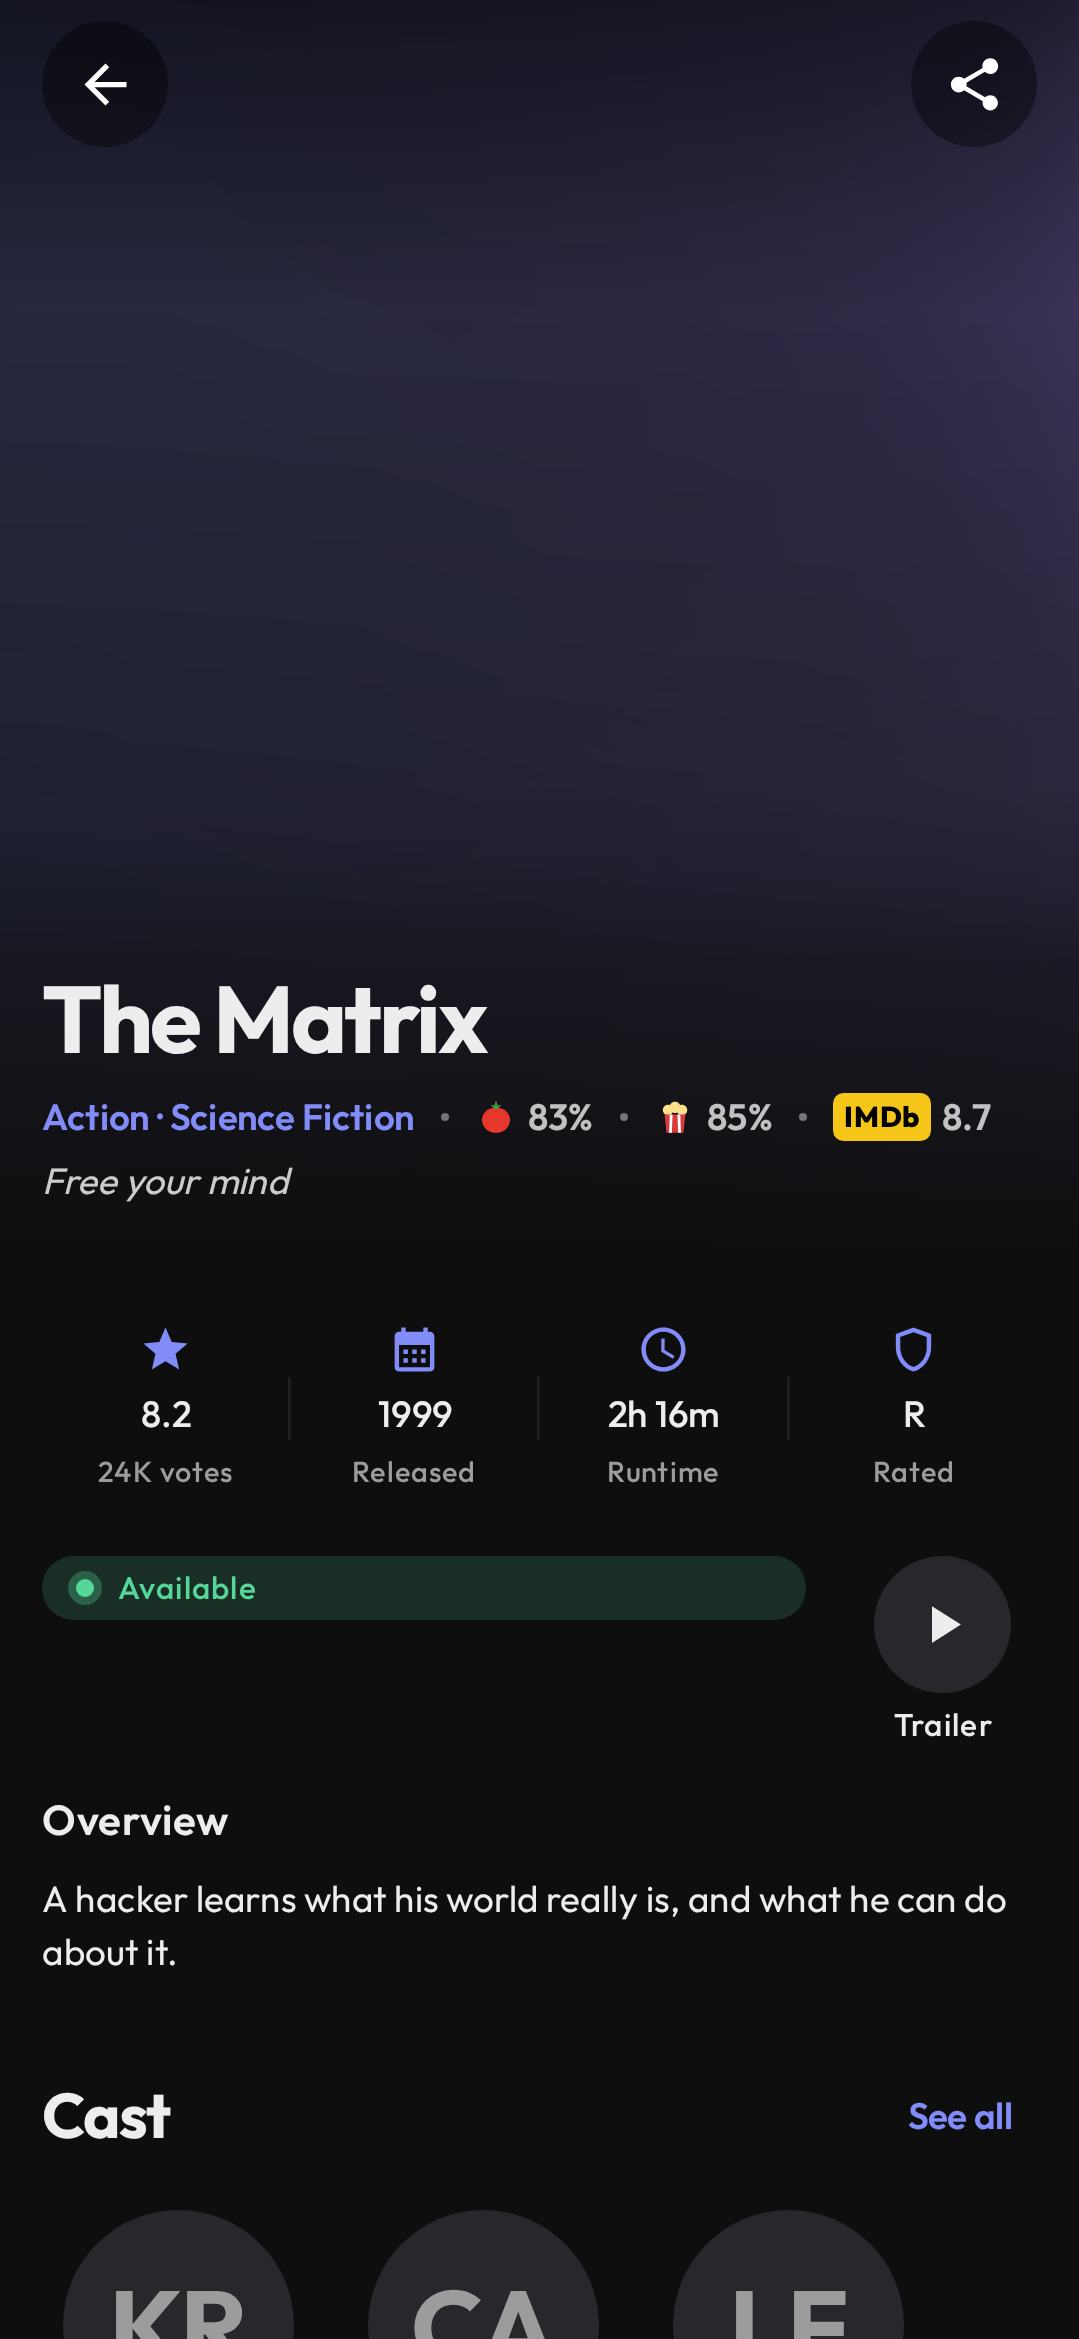 The Matrix
Action · Science Fiction • 83% • 85% • IMDb 8.7
Free your mind
8.2 1999 2h 16m R
24K votes Released Runtime Rated
Available
Trailer
Overview
A hacker learns what his world really is, and what he can do
about it.
Cast See all
KR CA LF